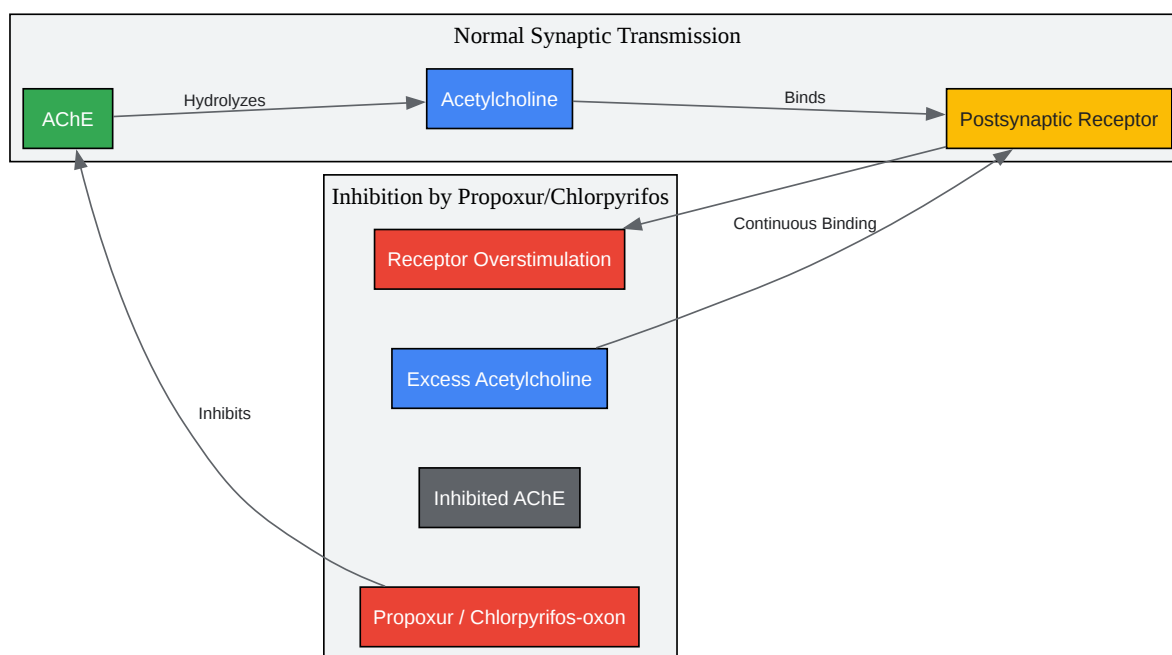 Normal Synaptic Transmission
AChE
Hydrolyzes
Acetylcholine
Binds
Postsynaptic Receptor
Inhibition by Propoxur/Chlorpyrifos
Receptor Overstimulation
Continuous Binding
Excess Acetylcholine
Inhibits
Inhibited AChE
Propoxur / Chlorpyrifos-oxon